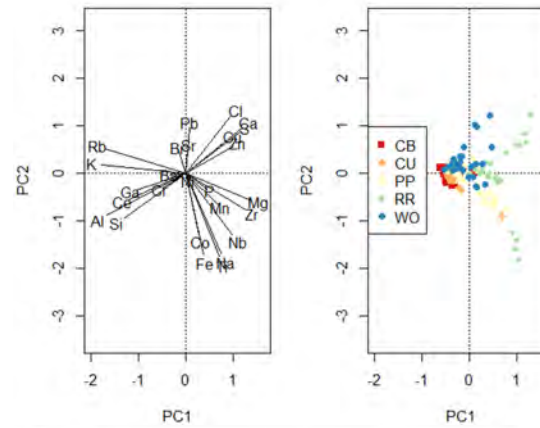 3
2
1
0
-1
-2
-3
PC2
Cl
Pb
Ca
S
Cu
Zn
Sr
Rb
K
Ga
Ce
Cr
Al
Si
P
Mn
Mg
Zr
Co
Nb
Fe
Na
-2
-1
0
1
PC1
3
2
1
0
-1
-2
-3
PC2
CB
CU
PP
RR
WO
-2
-1
0
1
PC1